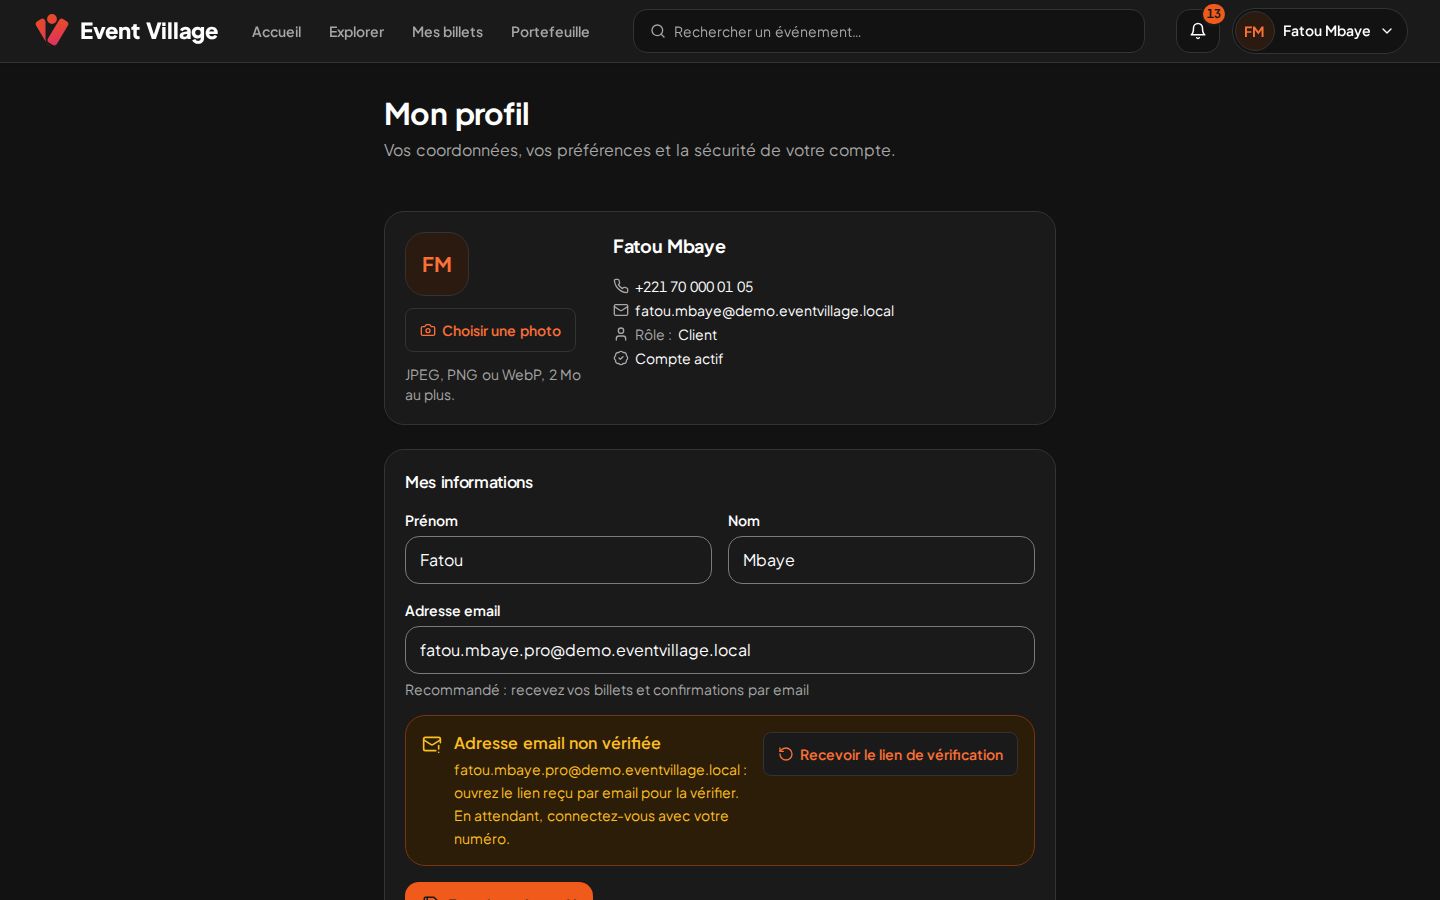 Event Village
Accueil
Explorer
Mes billets
Portefeuille
Rechercher un événement...
13
FM
Fatou Mbaye
Mon profil
Vos coordonnées, vos préférences et la sécurité de votre compte.
FM
Choisir une photo
JPEG, PNG ou WebP, 2 Mo
au plus.
Fatou Mbaye
+221 70 000 01 05
fatou.mbaye@demo.eventvillage.local
Rôle : Client
Compte actif
Mes informations
Prénom
Nom
Fatou
Mbaye
Adresse email
fatou.mbaye.pro@demo.eventvillage.local
Recommandé : recevez vos billets et confirmations par email
Adresse email non vérifiée
fatou.mbaye.pro@demo.eventvillage.local :
ouvrez le lien reçu par email pour la vérifier.
En attendant, connectez-vous avec votre
numéro.
Recevoir le lien de vérification